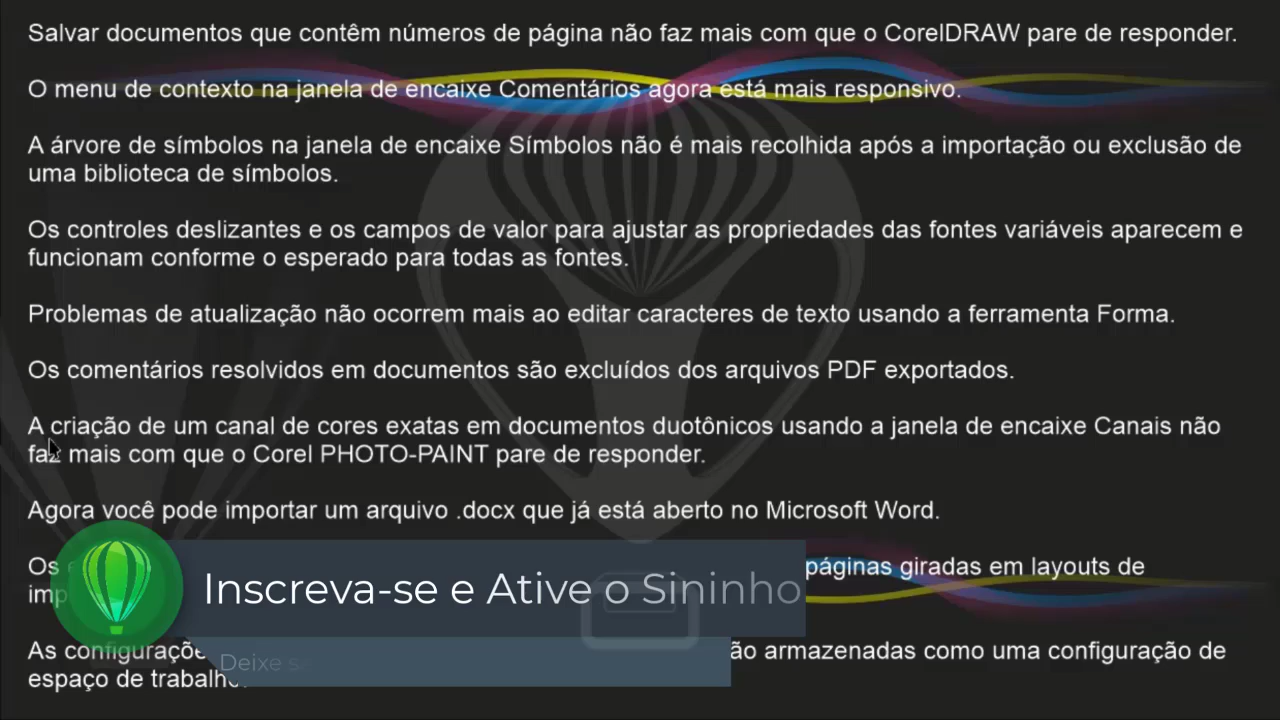 Salvar documentos que contêm números de página não faz mais com que o CorelDRAW pare de responder.
O menu de contexto na janela de encaixe Comentários agora está mais responsivo.
A árvore de símbolos na janela de encaixe Símbolos não é mais recolhida após a importação ou exclusão de
uma biblioteca de símbolos.
Os controles deslizantes e os campos de valor para ajustar as propriedades das fontes variáveis aparecem e
funcionam conforme o esperado para todas as fontes.
Problemas de atualização não ocorrem mais ao editar caracteres de texto usando a ferramenta Forma.
Os comentários resolvidos em documentos são excluídos dos arquivos PDF exportados.
A criação de um canal de cores exatas em documentos duotônicos usando a janela de encaixe Canais não
faz mais com que o Corel PHOTO-PAINT pare de responder.
Agora você pode importar um arquivo .docx que já está aberto no Microsoft Word.
Os páginas giradas em layouts de
Inscreva-se e Ative o Sininho
As armazenadas como uma configuração de
Deixe
espaço de